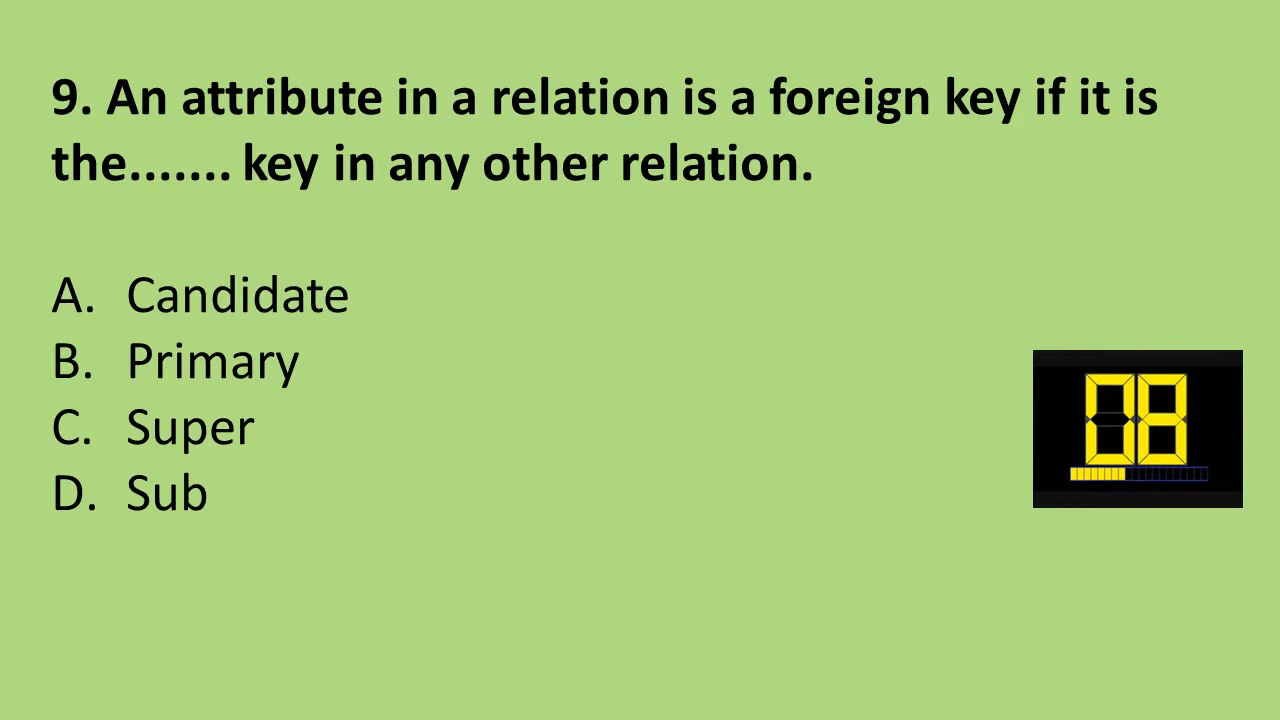 9. An attribute in a relation is a foreign key if it is
the....... key in any other relation.
A. Candidate
B. Primary
C. Super
D. Sub
08